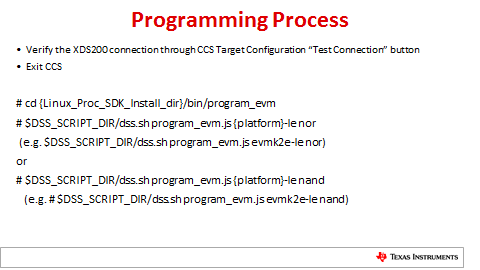 Programming Process
• Verify the XDS200 connection through CCS Target Configuration “Test Connection” button
• Exit CCS
# cd {Linux_Proc_SDK_Install_dir}/bin/program_evm
# $DSS_SCRIPT_DIR/dss.sh program_evm.js {platform}-le nor
(e.g. $DSS_SCRIPT_DIR/dss.sh program_evm.js evmk2e-le nor)
or
# $DSS_SCRIPT_DIR/dss.sh program_evm.js {platform}-le nand
(e.g. # $DSS_SCRIPT_DIR/dss.sh program_evm.js evmk2e-le nand)
TEXAS INSTRUMENTS